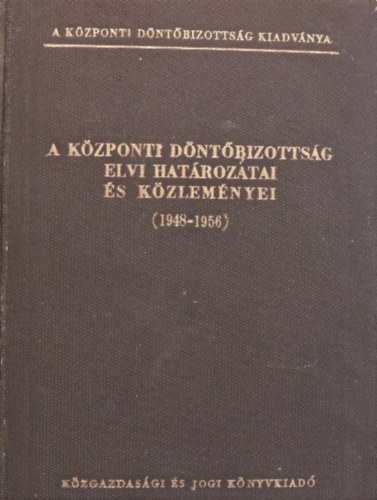 A KÖZPONTI DÖNTŐBIZOTTSÁG KIADVÁNYA
A KÖZPONTI DÖNTŐBIZOTTSÁG
ELVI HATÁROZATAI
ÉS KÖZLEMÉNYEI
(1948-1956)
KÖZGAZDASÁGI ÉS JOGI KÖNYVKIADÓ